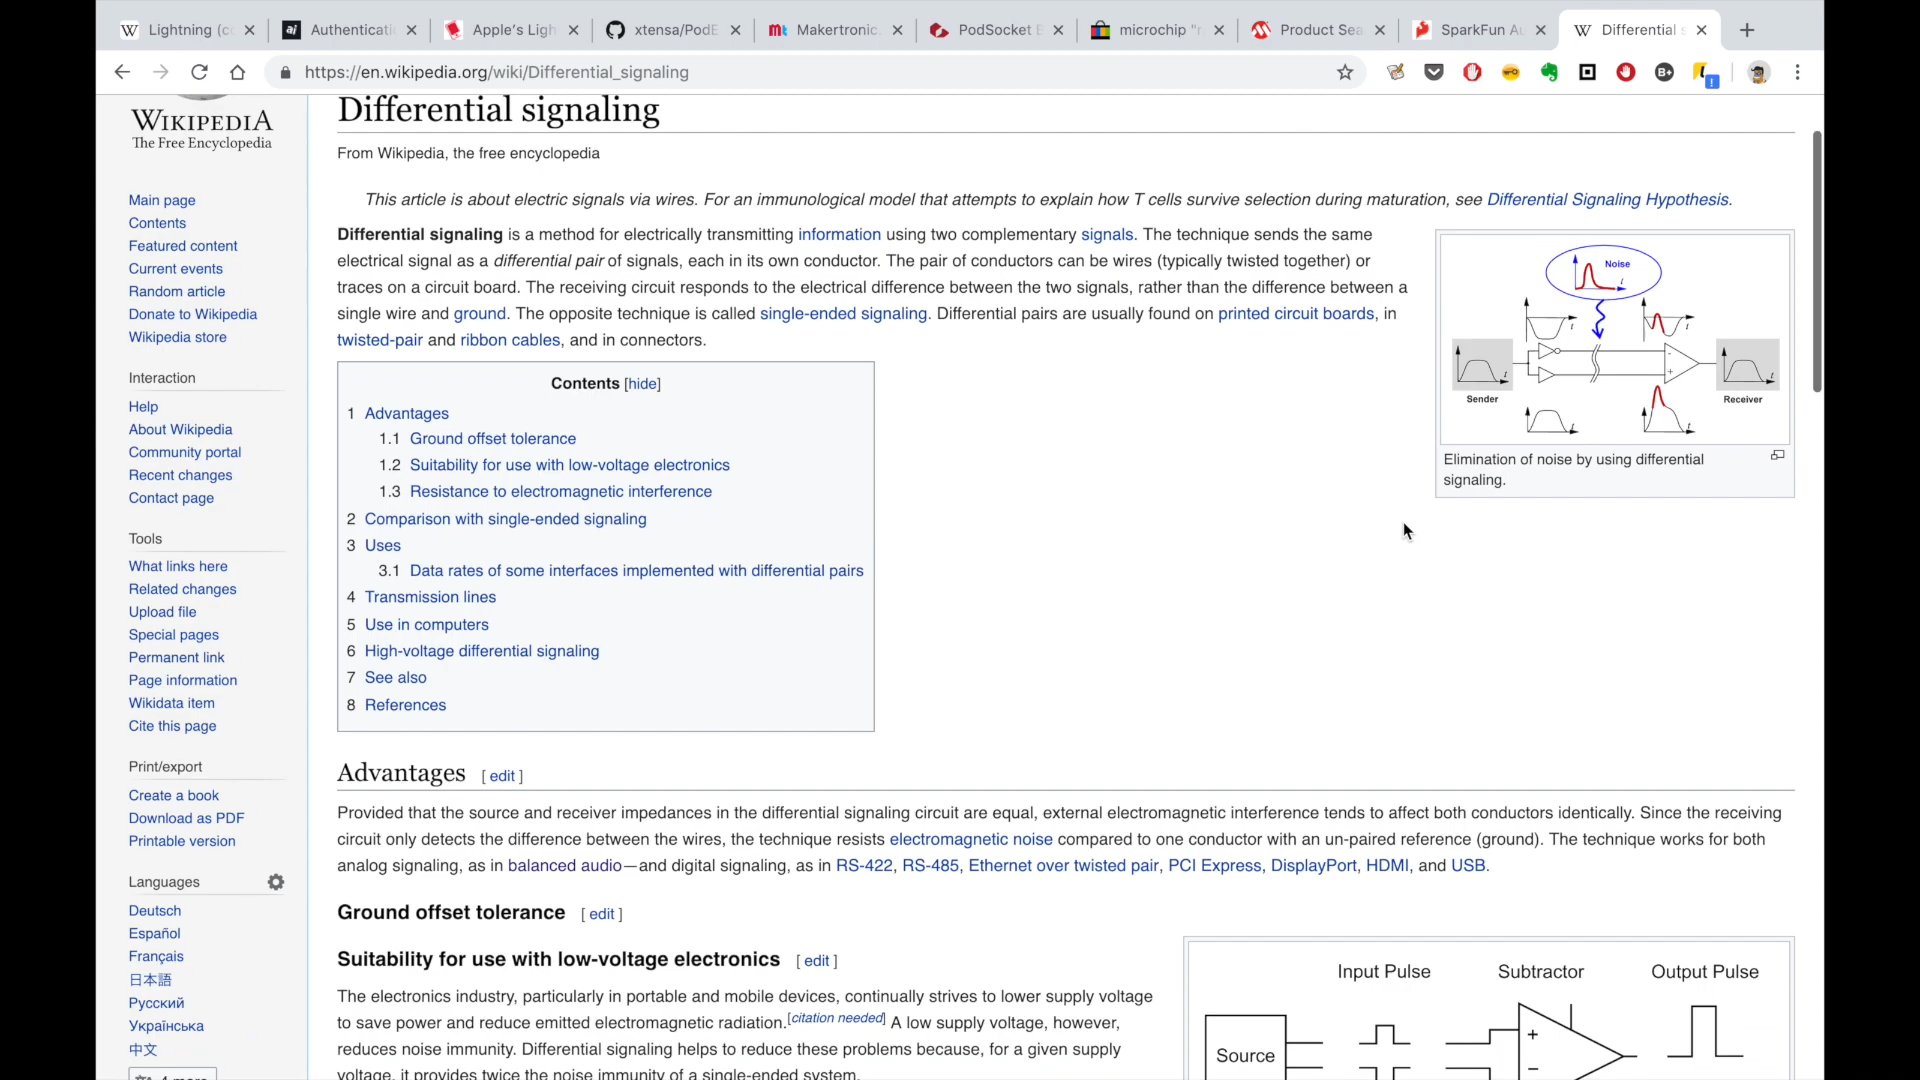 Lightning (c
Authenticati
Apple's Ligh
xtensa/PodE
Makertronic
PodSocket
microchip "r
Product Sea
SparkFun Au
Differential s
https://en.wikipedia.org/wiki/Differential_signaling
WIKIPEDIA
The Free Encyclopedia
Main page
Contents
Featured content
Current events
Random article
Donate to Wikipedia
Wikipedia store
Interaction
Help
About Wikipedia
Community portal
Recent changes
Contact page
Tools
What links here
Related changes
Upload file
Special pages
Permanent link
Page information
Wikidata item
Cite this page
Print/export
Create a book
Download as PDF
Printable version
Languages
Deutsch
Español
Français
日本語
Русский
Українська
中文
Differential signaling
From Wikipedia, the free encyclopedia
This article is about electric signals via wires. For an immunological model that attempts to explain how T cells survive selection during maturation, see Differential Signaling Hypothesis.
Differential signaling is a method for electrically transmitting information using two complementary signals. The technique sends the same
electrical signal as a differential pair of signals, each in its own conductor. The pair of conductors can be wires (typically twisted together) or
traces on a circuit board. The receiving circuit responds to the electrical difference between the two signals, rather than the difference between a
single wire and ground. The opposite technique is called single-ended signaling. Differential pairs are usually found on printed circuit boards, in
twisted-pair and ribbon cables, and in connectors.
Noise
t
t
t
t
t
Sender
-
+
Receiver
t
t
t
Elimination of noise by using differential
signaling.
Contents [hide]
1 Advantages
1.1 Ground offset tolerance
1.2 Suitability for use with low-voltage electronics
1.3 Resistance to electromagnetic interference
2 Comparison with single-ended signaling
3 Uses
3.1 Data rates of some interfaces implemented with differential pairs
4 Transmission lines
5 Use in computers
6 High-voltage differential signaling
7 See also
8 References
Advantages [ edit ]
Provided that the source and receiver impedances in the differential signaling circuit are equal, external electromagnetic interference tends to affect both conductors identically. Since the receiving
circuit only detects the difference between the wires, the technique resists electromagnetic noise compared to one conductor with an un-paired reference (ground). The technique works for both
analog signaling, as in balanced audio—and digital signaling, as in RS-422, RS-485, Ethernet over twisted pair, PCI Express, DisplayPort, HDMI, and USB.
Ground offset tolerance [ edit ]
Suitability for use with low-voltage electronics [ edit ]
The electronics industry, particularly in portable and mobile devices, continually strives to lower supply voltage
to save power and reduce emitted electromagnetic radiation.[citation needed] A low supply voltage, however,
reduces noise immunity. Differential signaling helps to reduce these problems because, for a given supply
voltage, it provides twice the noise immunity of a single-ended system.
Input Pulse
Subtractor
Output Pulse
Source
+
−